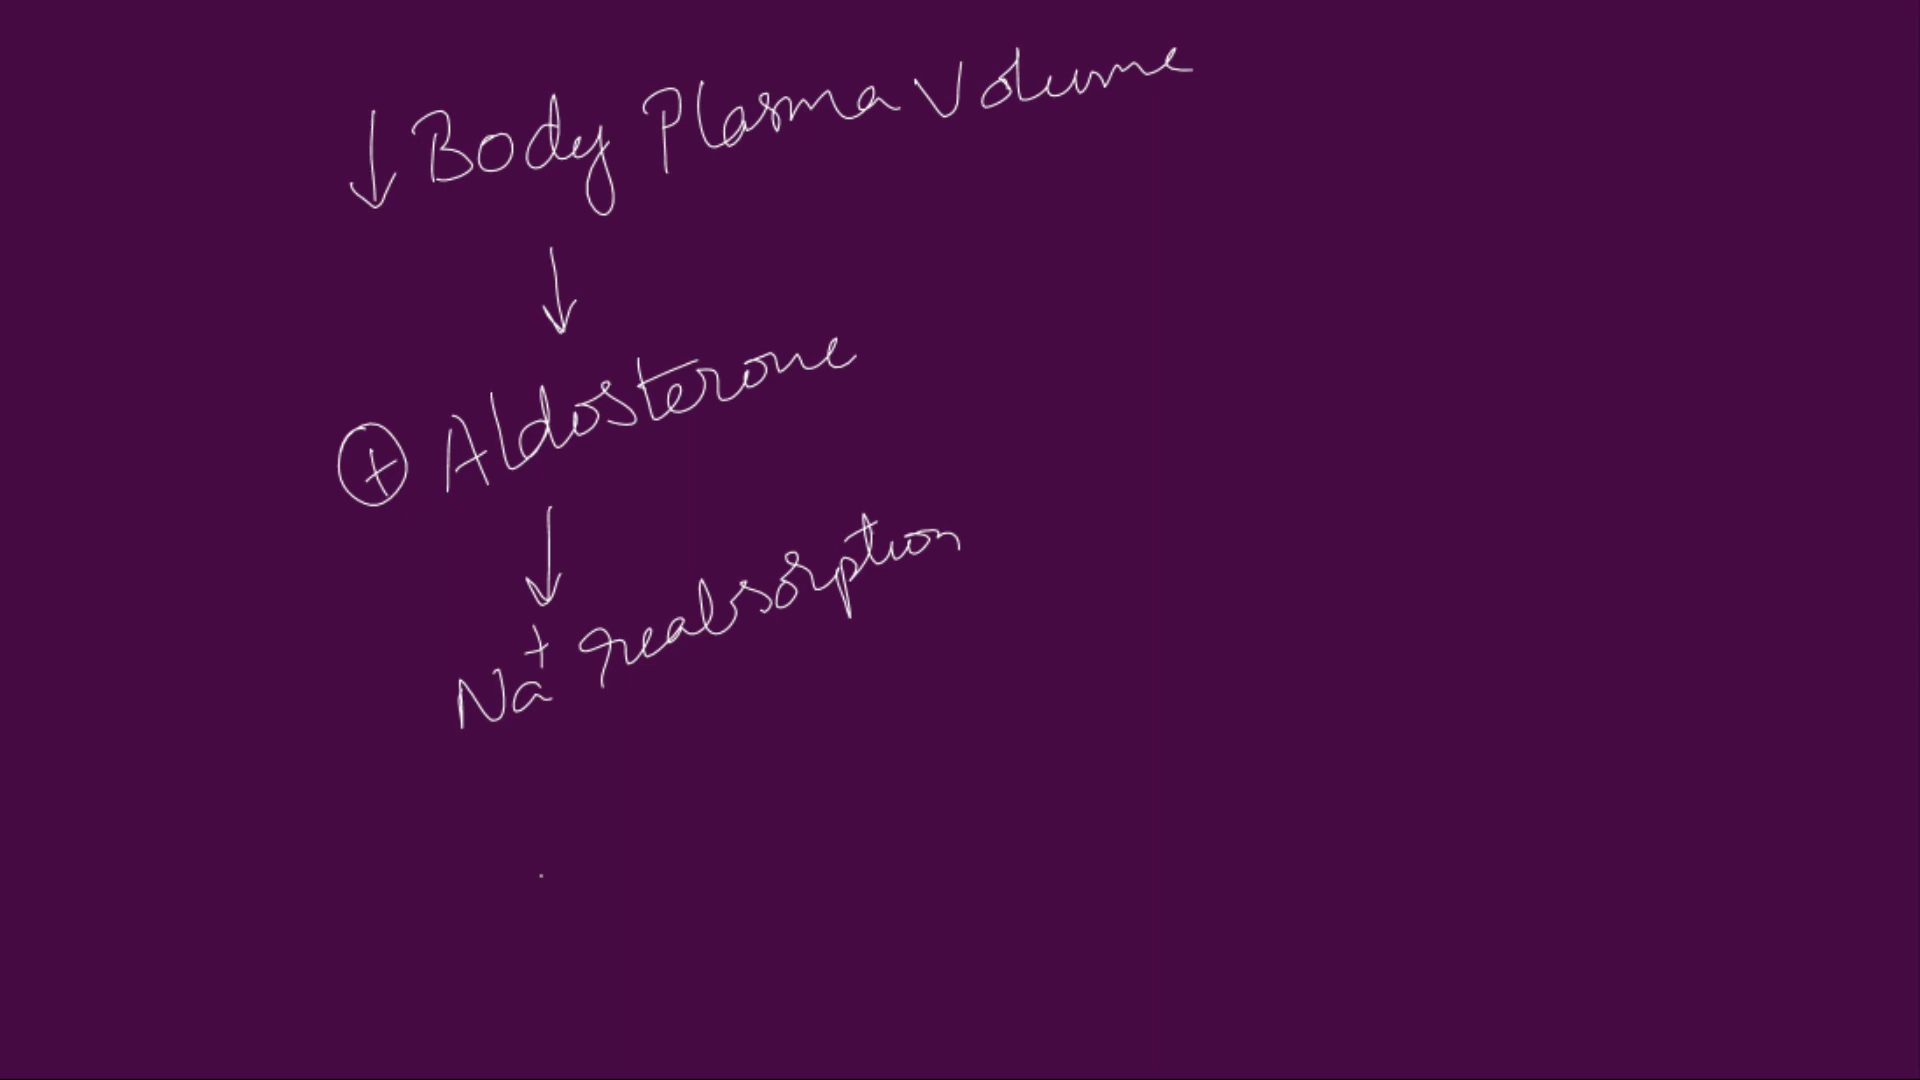 ↓ Body Plasma Volume
↓
⊕ Aldosterone
↓
Na⁺ reabsorption